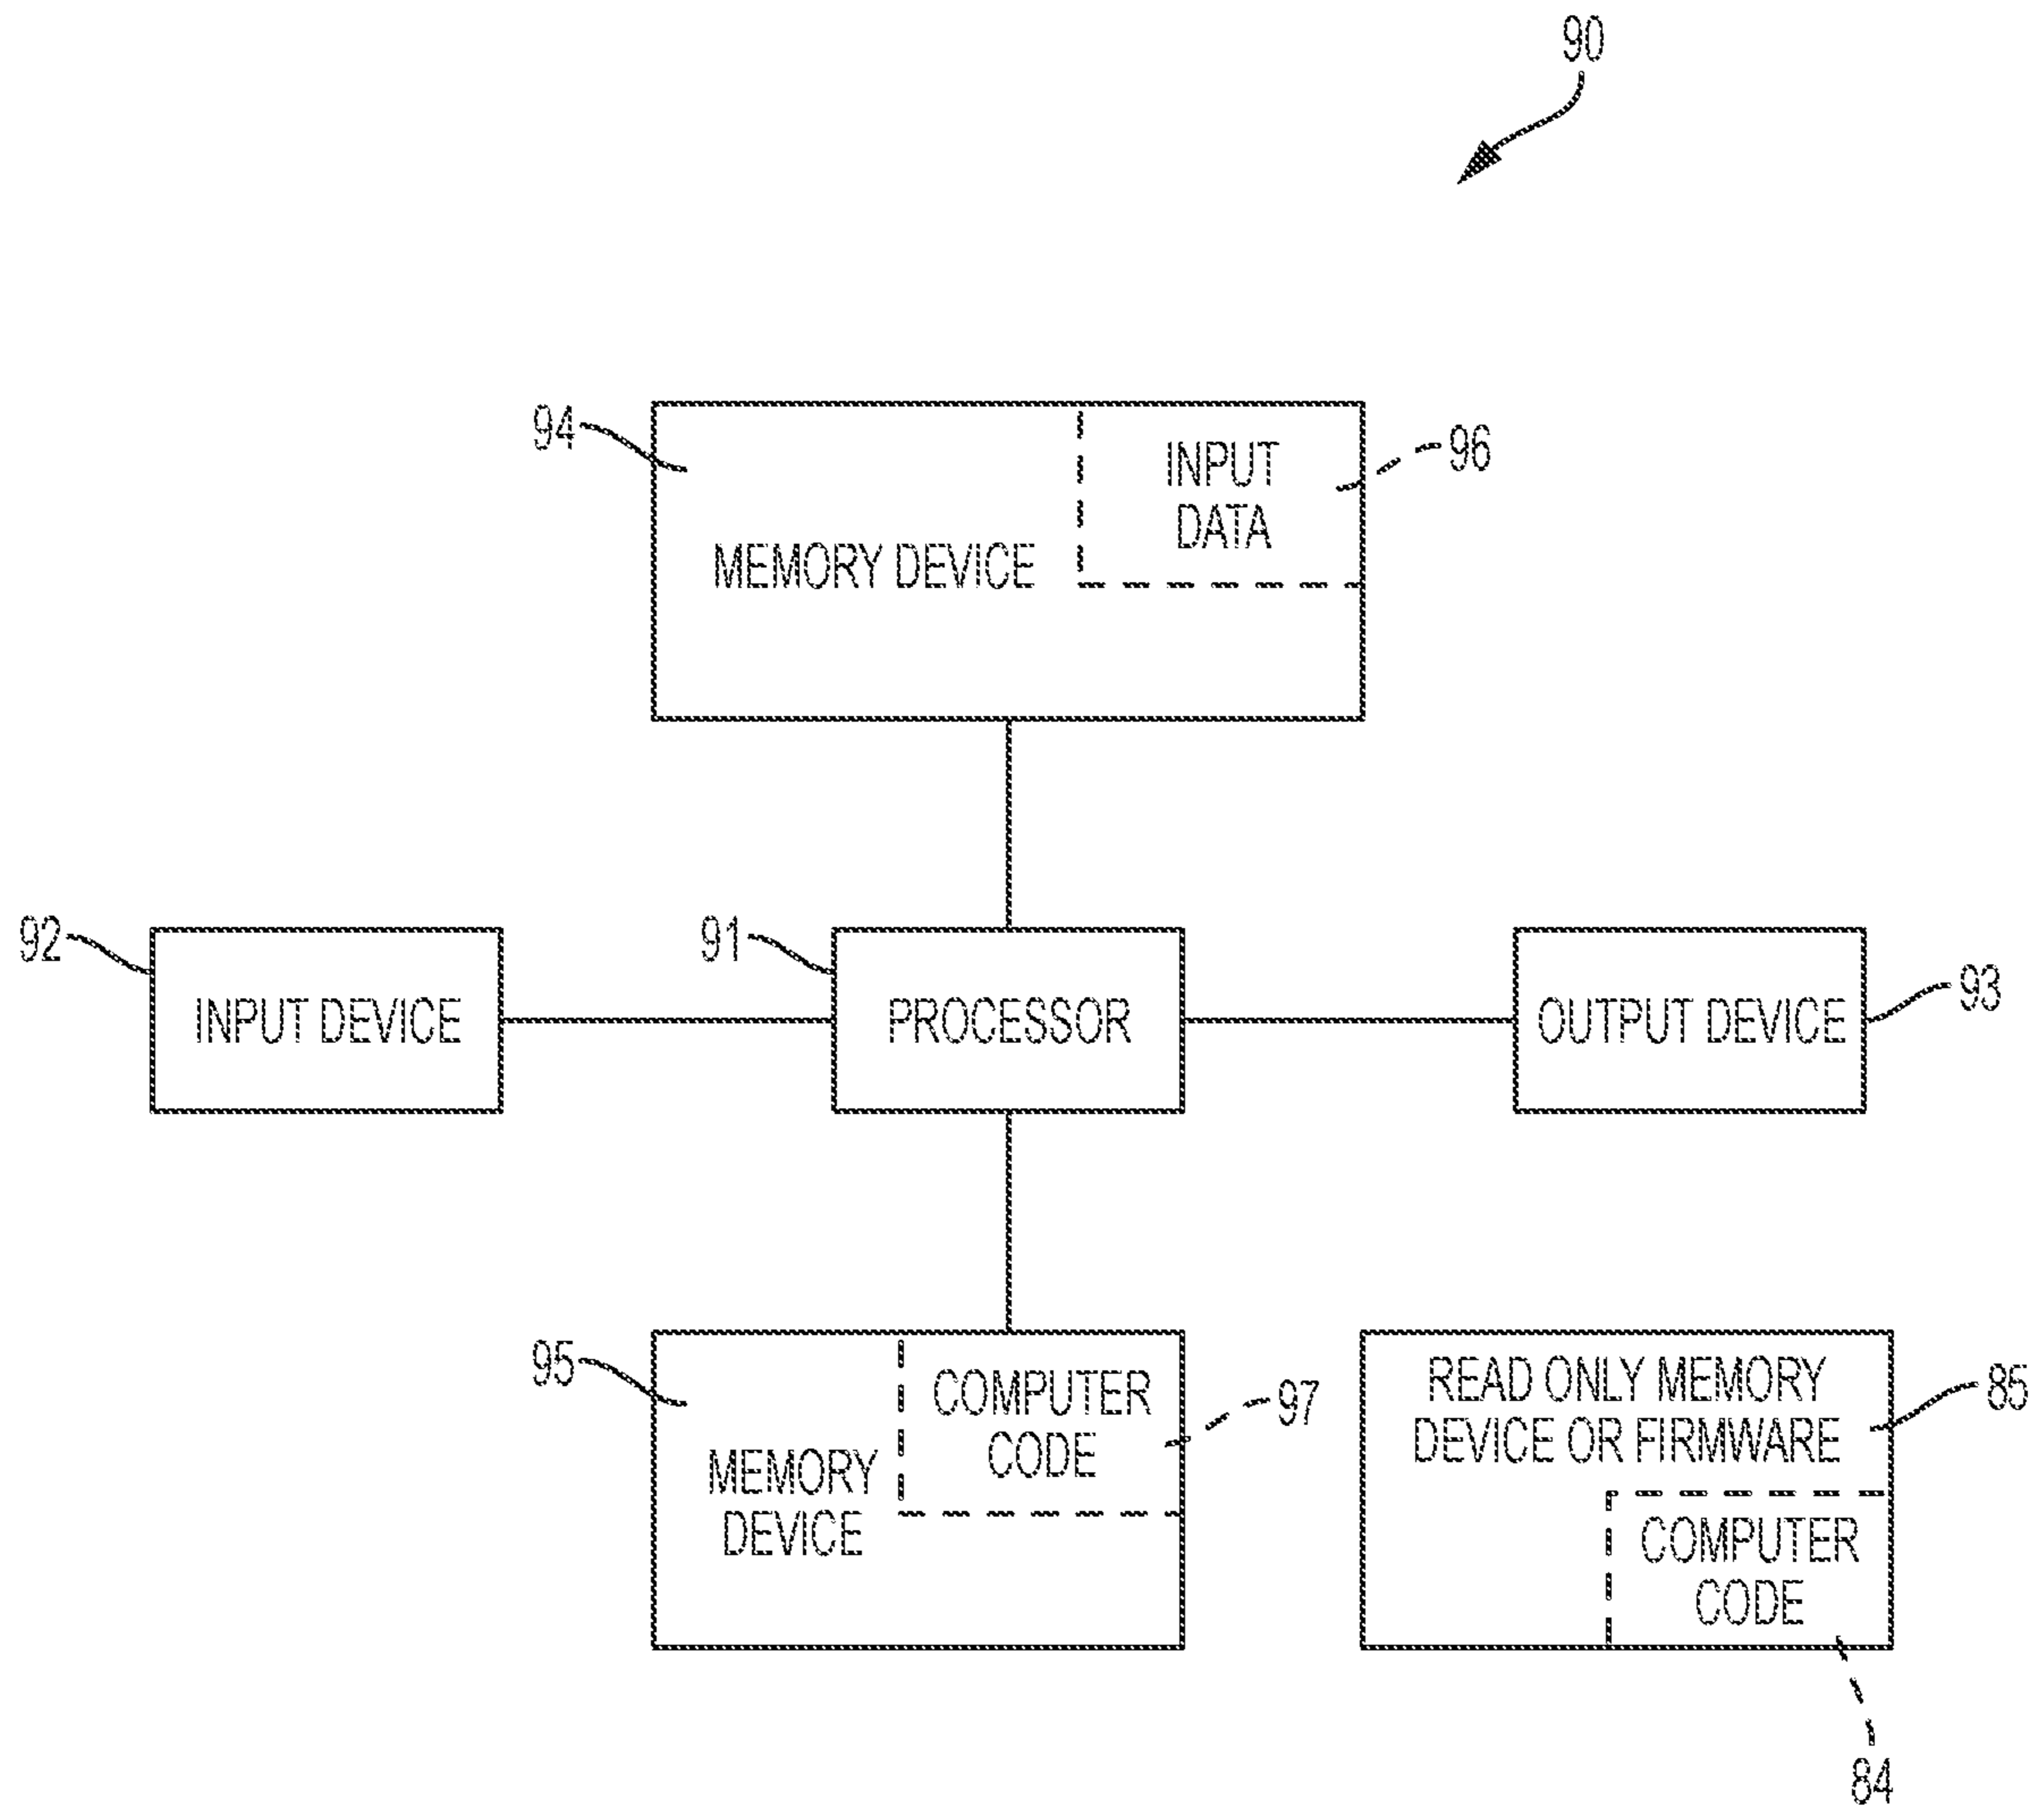 90
94
INPUT
DATA
96
MEMORY DEVICE
92
91
INPUT DEVICE
PROCESSOR
OUTPUT DEVICE
93
95
COMPUTER
CODE
97
MEMORY
DEVICE
READ ONLY MEMORY
DEVICE OR FIRMWARE
85
COMPUTER
CODE
84